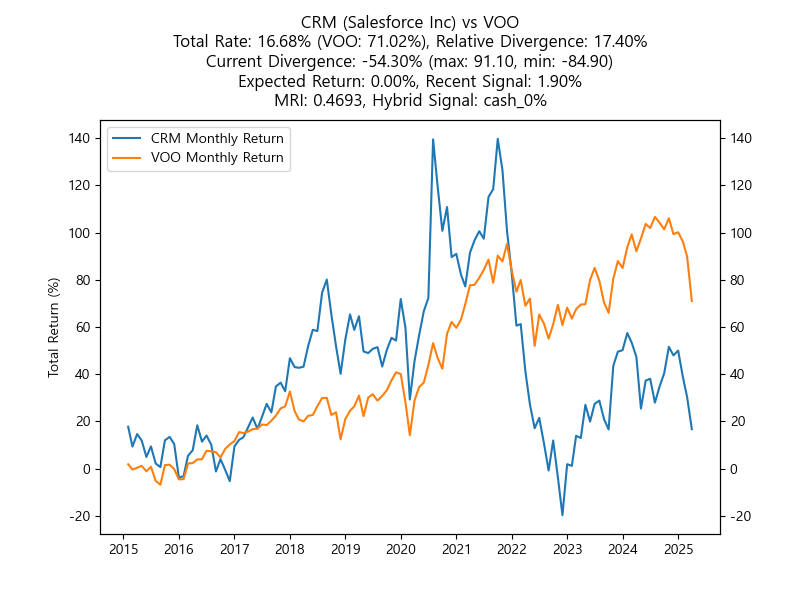 CRM (Salesforce Inc) vs VOO
Total Rate: 16.68% (VOO: 71.02%), Relative Divergence: 17.40%
Current Divergence: -54.30% (max: 91.10, min: -84.90)
Expected Return: 0.00%, Recent Signal: 1.90%
MRI: 0.4693, Hybrid Signal: cash_0%
CRM Monthly Return
VOO Monthly Return
Total Return (%)
140
120
100
80
60
40
20
0
-20
140
120
100
80
60
40
20
0
-20
2015 2016 2017 2018 2019 2020 2021 2022 2023 2024 2025